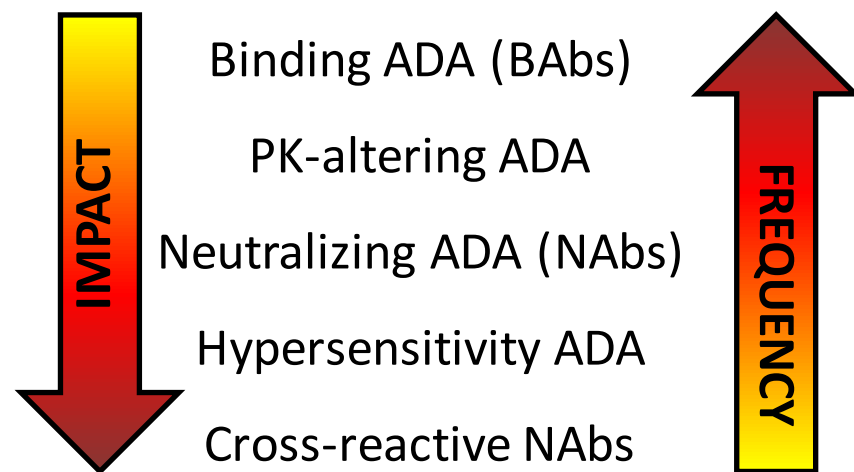 Binding ADA (BAbs)
PK-altering ADA
IMPACT
Neutralizing ADA (NAbs)
FREQUENCY
Hypersensitivity ADA
Cross-reactive NAbs